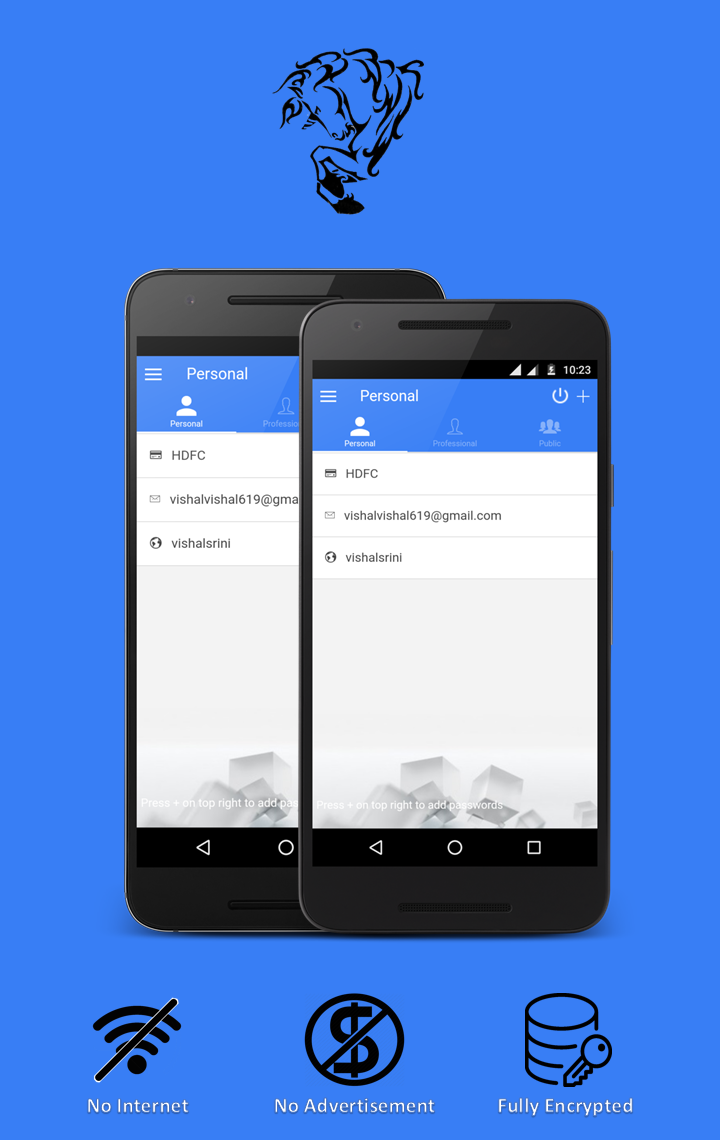 Personal
Personal
Professio
HDFC
vishalvishal619@gma
vishalsrini
Press + on top right to add pas
10:23
Personal
Personal
Professional
Public
HDFC
vishalvishal619@gmail.com
vishalsrini
Press + on top right to add passwords
No Internet
No Advertisement
Fully Encrypted